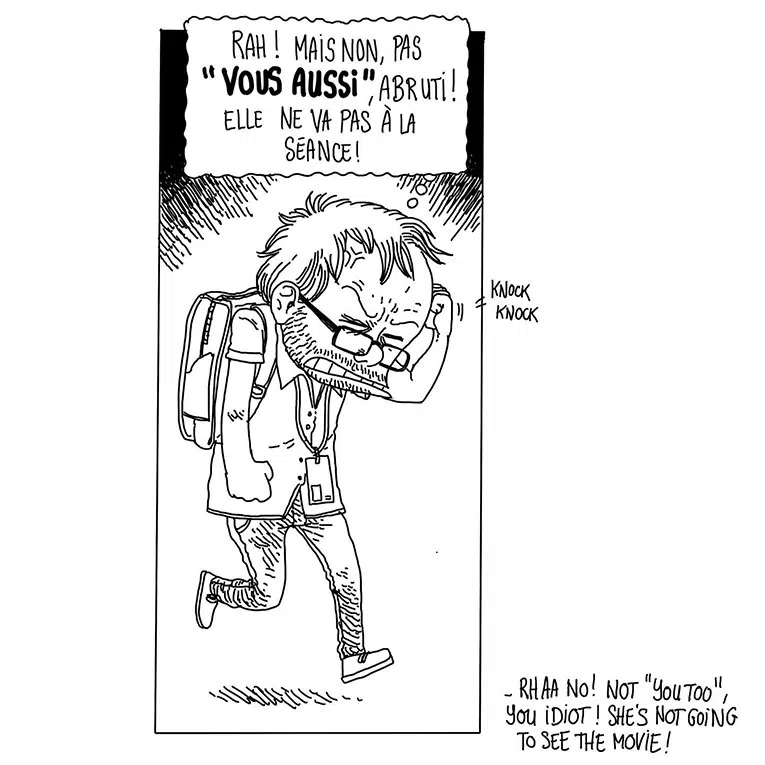 RAH ! MAIS NON, PAS
"VOUS AUSSI", ABRUTI !
ELLE NE VA PAS À LA
SÉANCE !
KNOCK
KNOCK
~ RHAA NO! NOT "YOU TOO",
YOU IDIOT ! SHE'S NOT GOING
TO SEE THE MOVIE !